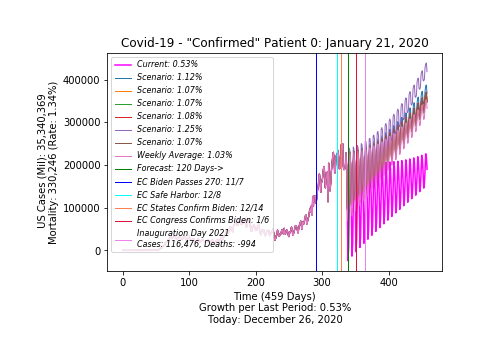 Covid-19 - "Confirmed" Patient 0: January 21, 2020
US Cases (Mil): 35,340,369
Mortality: 330,246 (Rate: 1.34%)
400000
300000
200000
100000
0
Current: 0.53%
Scenario: 1.12%
Scenario: 1.07%
Scenario: 1.07%
Scenario: 1.08%
Scenario: 1.25%
Scenario: 1.07%
Weekly Average: 1.03%
Forecast: 120 Days->
EC Biden Passes 270: 11/7
EC Safe Harbor: 12/8
EC States Confirm Biden: 12/14
EC Congress Confirms Biden: 1/6
Inauguration Day 2021
Cases: 116,476, Deaths: -994
0 100 200 300 400
Time (459 Days)
Growth per Last Period: 0.53%
Today: December 26, 2020